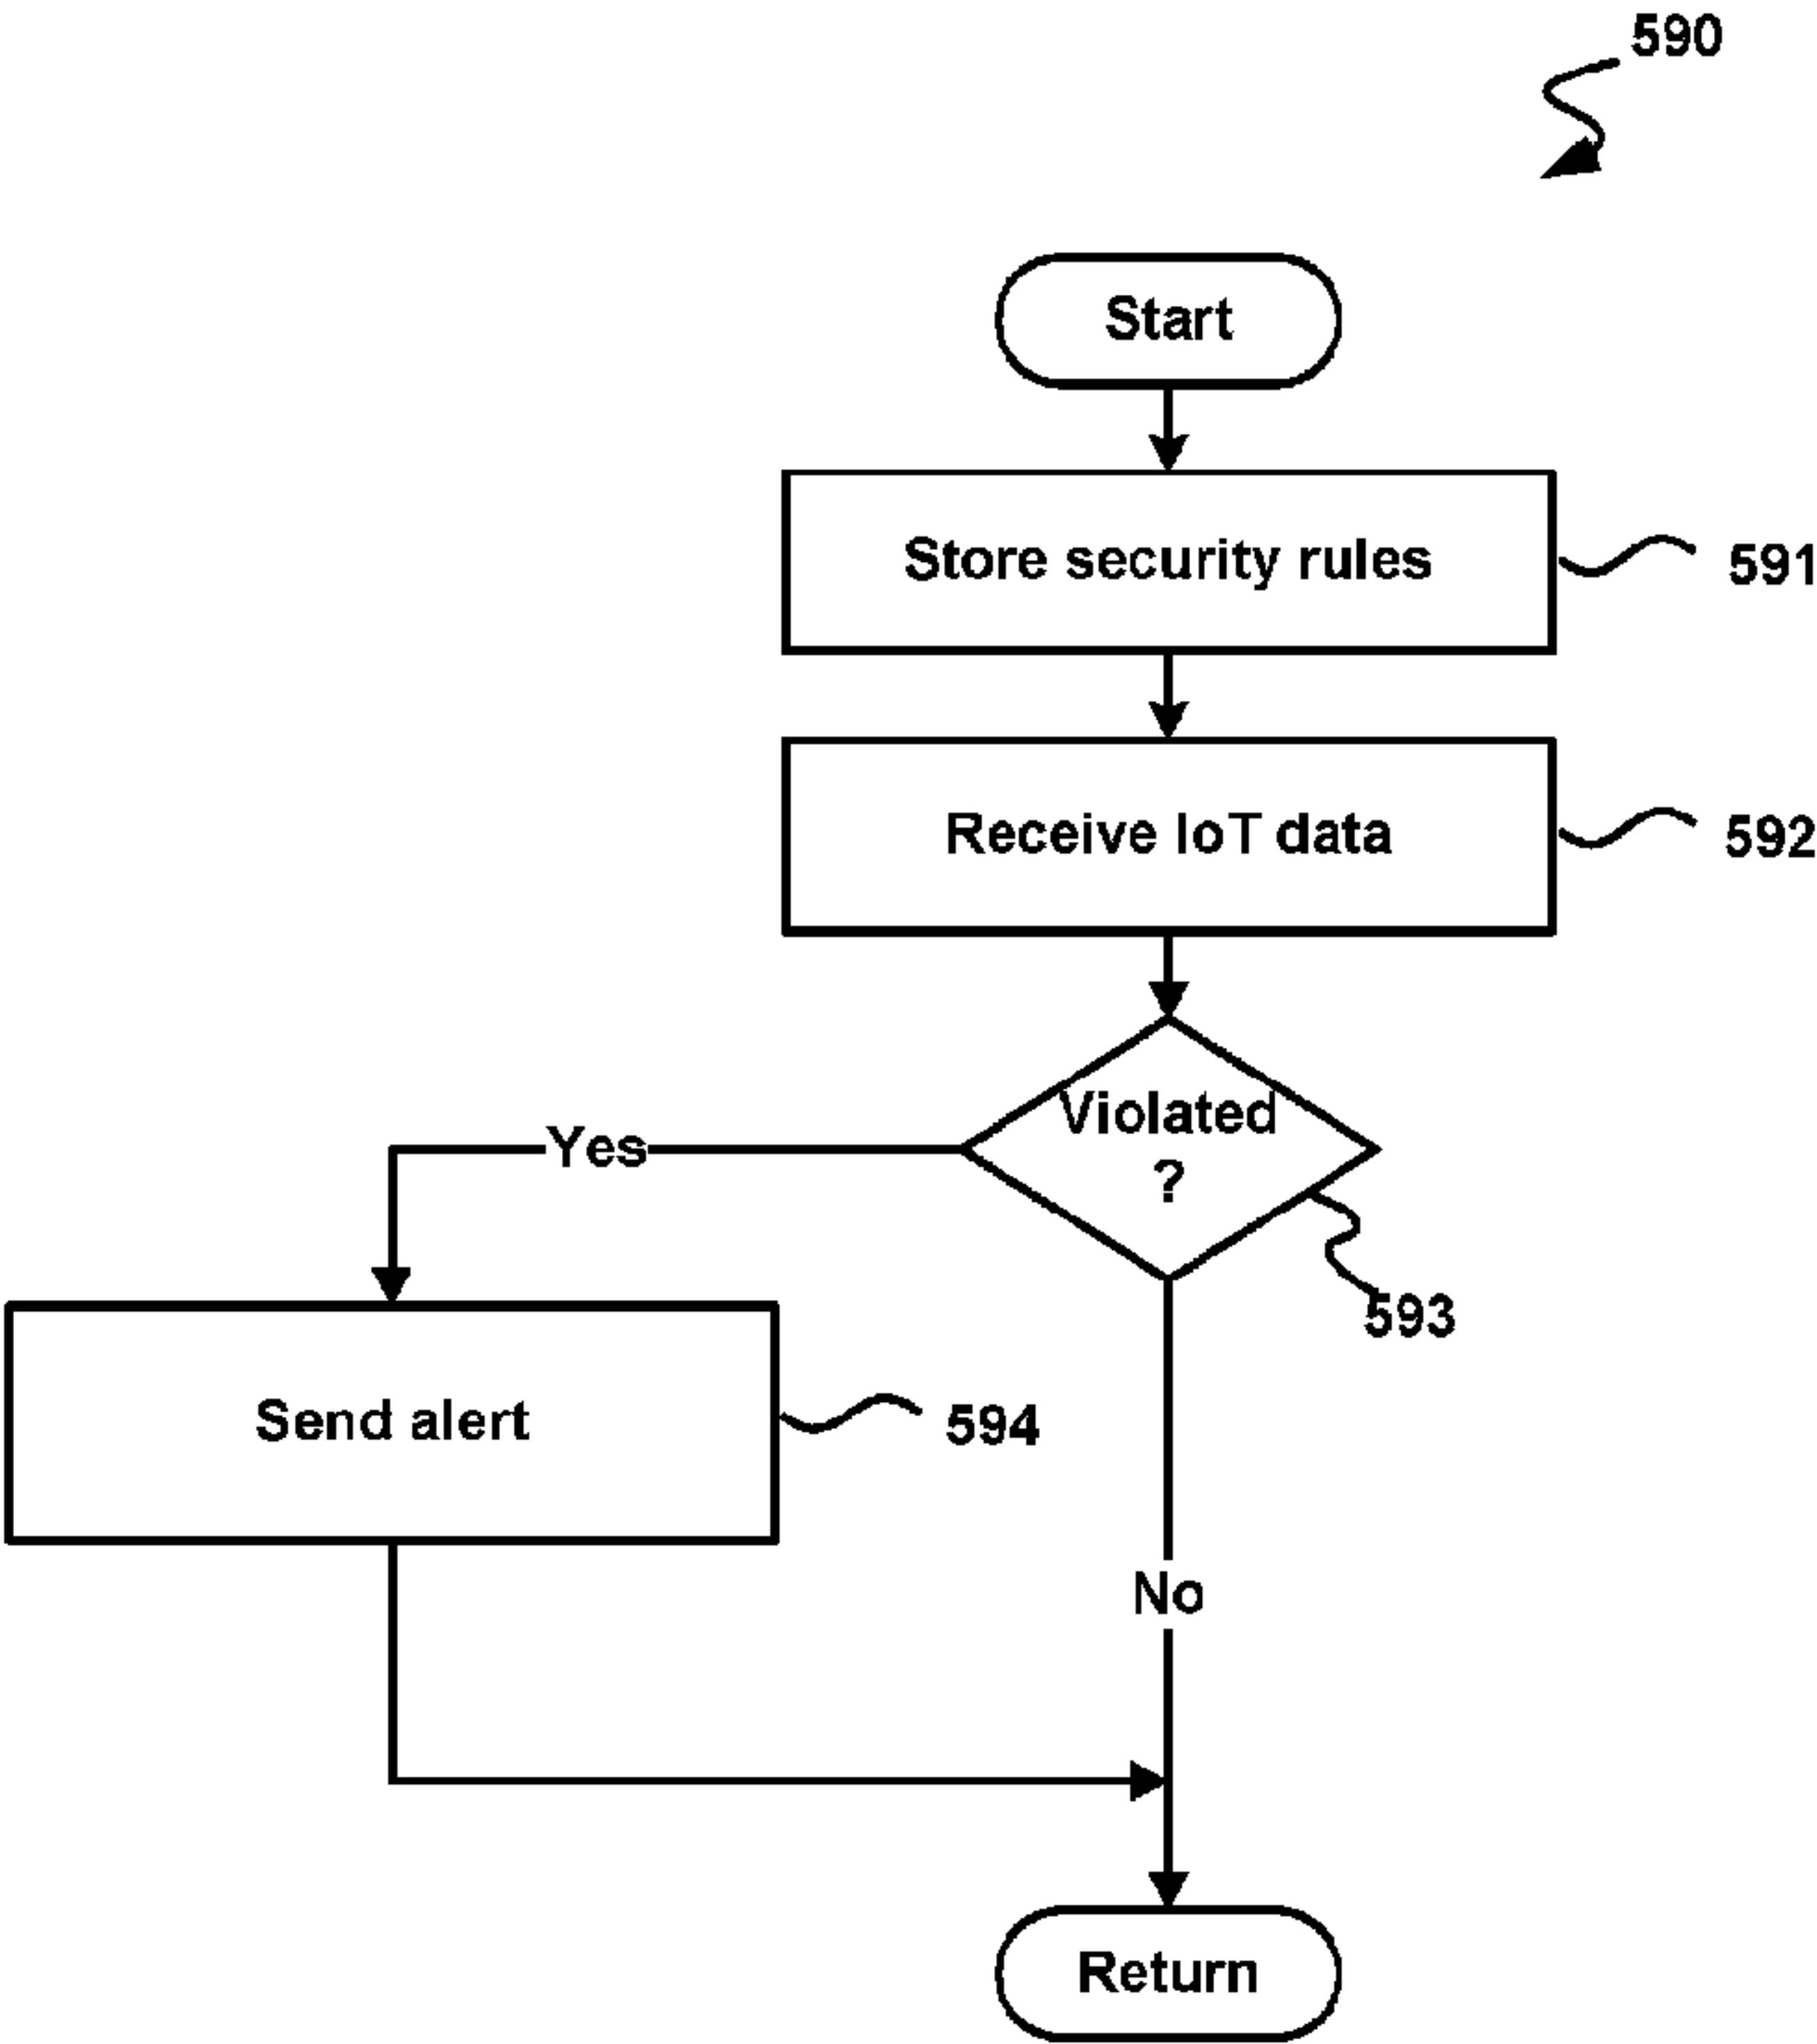 590
Start
Store security rules
591
Receive IoT data
592
Violated
?
Yes
593
Send alert
594
No
Return